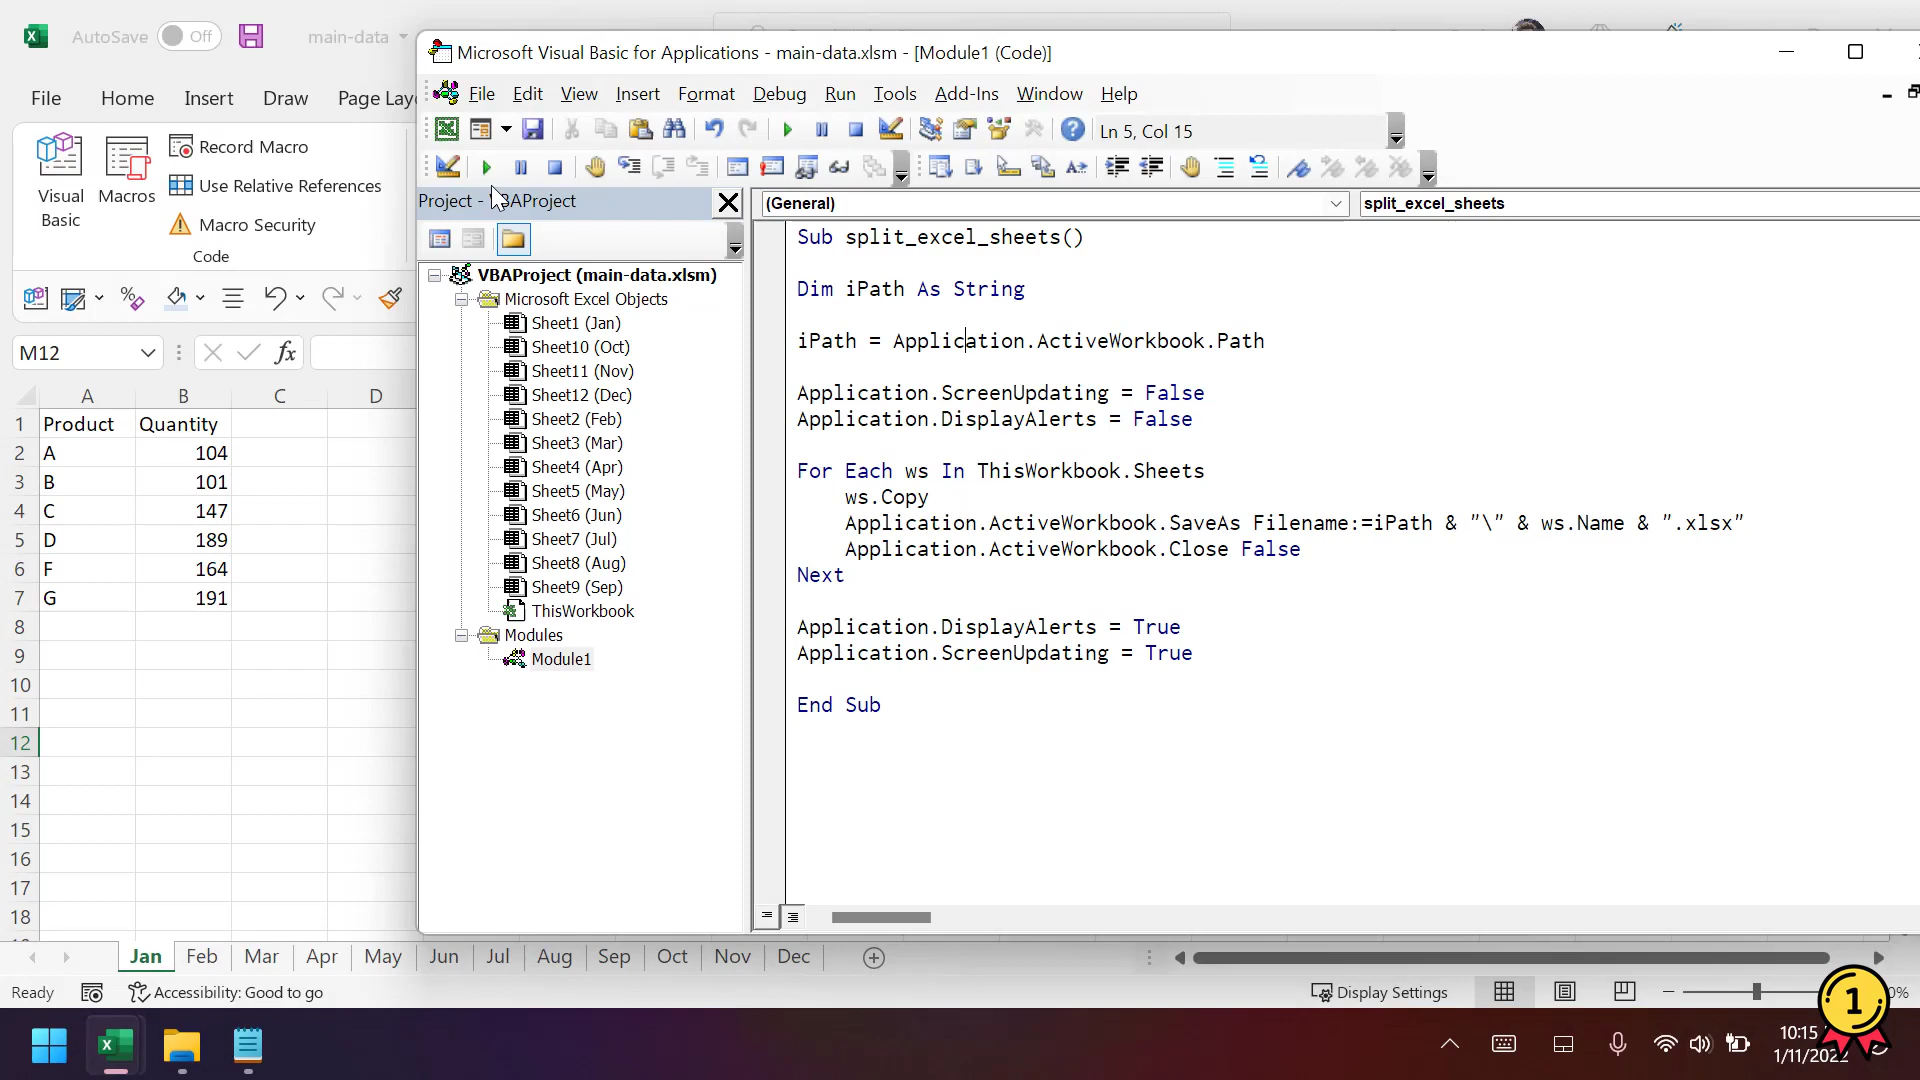 AutoSave Off main-data
Microsoft Visual Basic for Applications - main-data.xlsm - [Module1 (Code)]
File Home Insert Draw Page Layo
File Edit View Insert Format Debug Run Tools Add-Ins Window Help
Ln 5, Col 15
Visual Basic
Macros
Record Macro
Use Relative References
Macro Security
Code
Project - VBAProject
(General)
split_excel_sheets
M12
fx
A B C D
1 Product Quantity
2 A 104
3 B 101
4 C 147
5 D 189
6 F 164
7 G 191
8
9
10
11
12
13
14
15
16
17
18
VBAProject (main-data.xlsm)
Microsoft Excel Objects
Sheet1 (Jan)
Sheet10 (Oct)
Sheet11 (Nov)
Sheet12 (Dec)
Sheet2 (Feb)
Sheet3 (Mar)
Sheet4 (Apr)
Sheet5 (May)
Sheet6 (Jun)
Sheet7 (Jul)
Sheet8 (Aug)
Sheet9 (Sep)
ThisWorkbook
Modules
Module1
Sub split_excel_sheets()
Dim iPath As String
iPath = Application.ActiveWorkbook.Path
Application.ScreenUpdating = False
Application.DisplayAlerts = False
For Each ws In ThisWorkbook.Sheets
ws.Copy
Application.ActiveWorkbook.SaveAs Filename:=iPath & "\" & ws.Name & ".xlsx"
Application.ActiveWorkbook.Close False
Next
Application.DisplayAlerts = True
Application.ScreenUpdating = True
End Sub
Jan Feb Mar Apr May Jun Jul Aug Sep Oct Nov Dec
Ready Accessibility: Good to go Display Settings 0%
1
10:15
1/11/2022